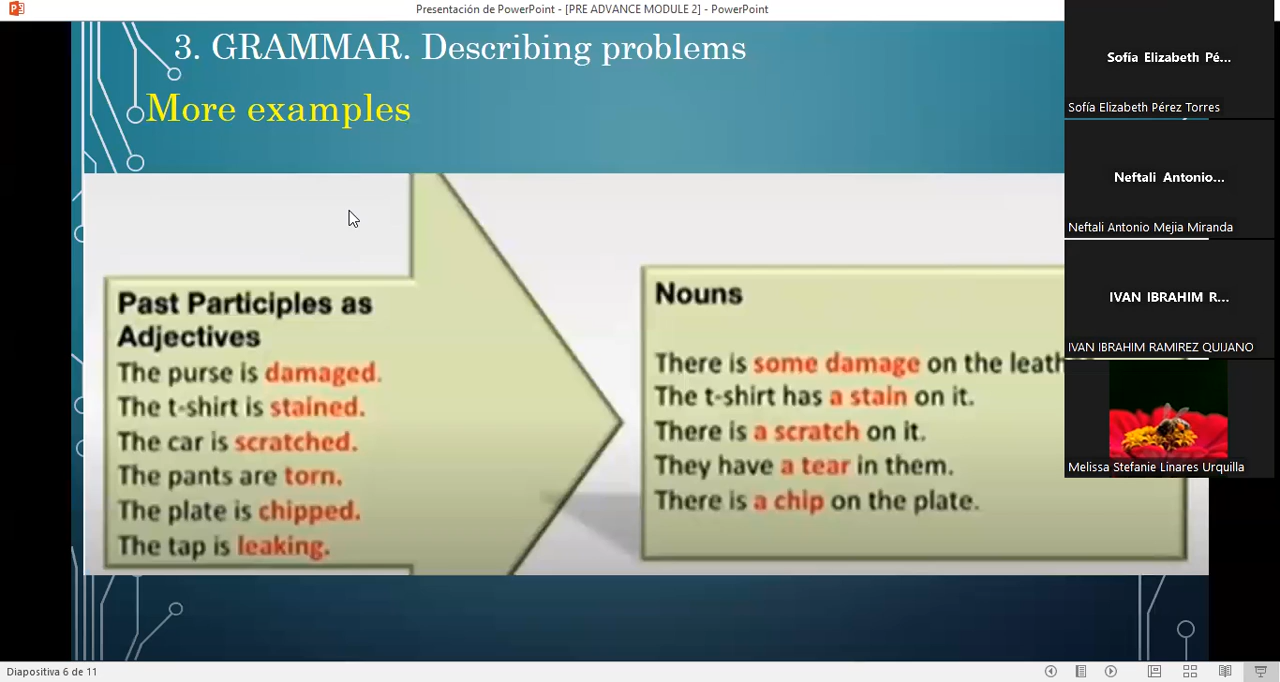 Presentación de PowerPoint - [PRE ADVANCE MODULE 2] - PowerPoint
3. GRAMMAR. Describing problems
More examples
Past Participles as
Adjectives
The purse is damaged.
The t-shirt is stained.
The car is scratched.
The pants are torn.
The plate is chipped.
The tap is leaking.
Nouns
There is some damage on the leath
The t-shirt has a stain on it.
There is a scratch on it.
They have a tear in them.
There is a chip on the plate.
Sofía Elizabeth Pé...
Sofía Elizabeth Pérez Torres
Neftali Antonio...
Neftali Antonio Mejia Miranda
IVAN IBRAHIM R...
IVAN IBRAHIM RAMIREZ QUIJANO
Melissa Stefanie Linares Urquilla
Diapositiva 6 de 11